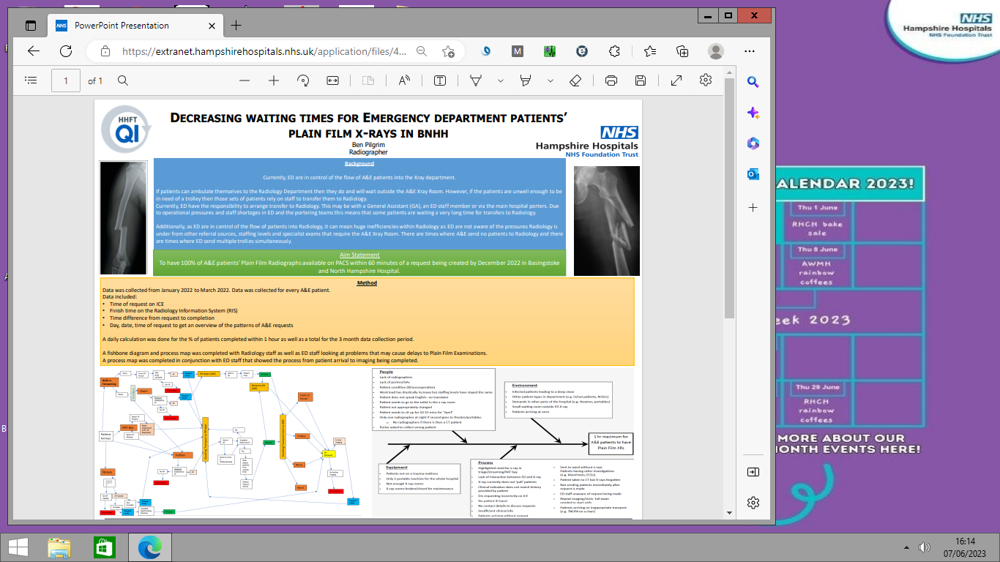 PowerPoint Presentation
https://extranet.hampshirehospitals.nhs.uk/application/files/4...
1 of 1
HHFT
QI
DECREASING WAITING TIMES FOR EMERGENCY DEPARTMENT PATIENTS'
PLAIN FILM X-RAYS IN BNHH
Ben Pilgrim
Radiographer
NHS
Hampshire Hospitals
NHS Foundation Trust
Background
Currently, ED are in control of the flow of A&E patients into the Xray department.
If patients can ambulate themselves to the Radiology Department then they do and will wait outside the A&E Xray Room. However, if the patients are unwell enough to be
in need of a trolley then those sets of patients rely on staff to transfer them to Radiology.
Currently, ED have the responsibility to arrange transfer to Radiology. This may be with a General Assistant (GA), an ED staff member or via the main hospital porters. Due
to operational pressures and staff shortages in ED and the portering teams this means that some patients are waiting a very long time for transfers to Radiology.
Additionally, as ED are in control of the flow of patients into Radiology, it can mean huge inefficiencies within Radiology as ED are not aware of the pressures Radiology is
under from other referral sources, staffing levels and specialist exams that require the A&E Xray Room. There are times where A&E send no patients to Radiology and there
are times where ED send multiple trollies simultaneously.
Aim Statement
To have 100% of A&E patients' Plain Film Radiographs available on PACS within 60 minutes of a request being created by December 2022 in Basingstoke
and North Hampshire Hospital.
Method
Data was collected from January 2022 to March 2022. Data was collected for every A&E patient.
Data included:
• Time of request on ICE
• Finish time on the Radiology Information System (RIS)
• Time difference from request to completion
• Day, date, time of request to get an overview of the patterns of A&E requests
A daily calculation was done for the % of patients completed within 1 hour as well as a total for the 3 month data collection period.
A fishbone diagram and process map was completed with Radiology staff as well as ED staff looking at problems that may cause delays to Plain Film Examinations.
A process map was completed in conjunction with ED staff that showed the process from patient arrival to imaging being completed.
Patient
Arrives
RAT Bay
People
• Lack of radiographers
• Lack of porters/GAs
• Patient condition (ill/uncooperative)
• Work load has drastically increase but staffing levels have stayed the same
• Patient does not speak English– no translator
• Patient needs to go to the toilet in the x-ray room
• Patient not appropriately changed
• Patient needs to sit up for 10-15 mins for '?perf'
• Only one radiographer at night if second goes to theatre/portables
o No radiographers if there is then a CT patient
• Porter asked to collect wrong patient
Environment
• Infected patients leading to a deep clean
• Other patient types in department (e.g. in/out patients, #clinic)
• Demands in other parts of the hospital (e.g. theatres, portables)
• Small waiting room outside ED X-ray
• Patients arriving at once
1 hr maximum for
A&E patients to have
Plain Film XRs
Equipment
• Patients not on a trauma mattress
• Only 1 portable machine for the whole hospital
• Not enough X-ray rooms
• X-ray rooms broken/closed for maintenance
Process
• Highlighted need for x-ray in
triage/streaming/RAT bay
• Lack of interaction between ED and X-ray
• X-ray currently does not 'pull' patients
• Clinical indication does not match history
provided by patient
• Drs requesting incorrectly on ICE
• No patient ID band
• No contact details to discuss requests
• Insufficient clinical info
• Patients arriving without request
• Sent to ward without x-rays
• Patients having other investigations
(e.g. blood tests, ECGs)
• Patient taken to CT but X-rays forgotten
• Not sending patients immediately after
request is made
• ED staff unaware of request being made
• Repeat imaging/visits- full exam
needed to start with.
• Patients arriving on inappropriate transport
(e.g. ?NOF# on a chair)
NHS
Hampshire Hospitals
NHS Foundation Trust
ALENDAR 2023!
Thu 1 June
RHCH bake
sale
Thu 8 June
AWMH
rainbow
coffees
eek 2023
Thu 29 June
RHCH
rainbow
coffees
MORE ABOUT OUR
ONTH EVENTS HERE!
16:14
07/06/2023